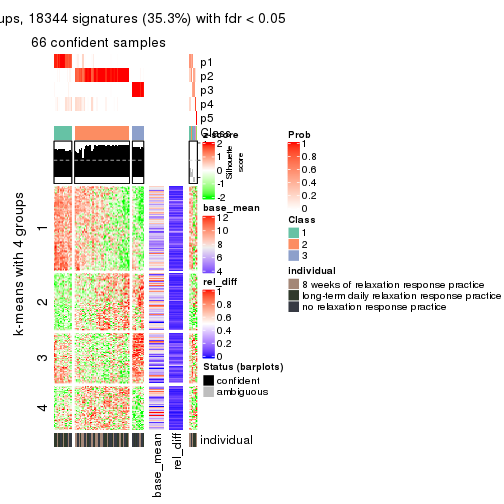 ups, 18344 signatures (35.3%) with fdr < 0.05
66 confident samples
p1
p2
p3
p4
p5
Class
Silhouette
score
k-means with 4 groups
1
2
3
4
base_mean
rel_diff
individual
z-score
2
1
0
-1
-2
base_mean
12
10
8
6
4
rel_diff
1
0.8
0.6
0.4
0.2
0
Status (barplots)
confident
ambiguous
Prob
1
0.8
0.6
0.4
0.2
0
Class
1
2
3
individual
8 weeks of relaxation response practice
long-term daily relaxation response practice
no relaxation response practice